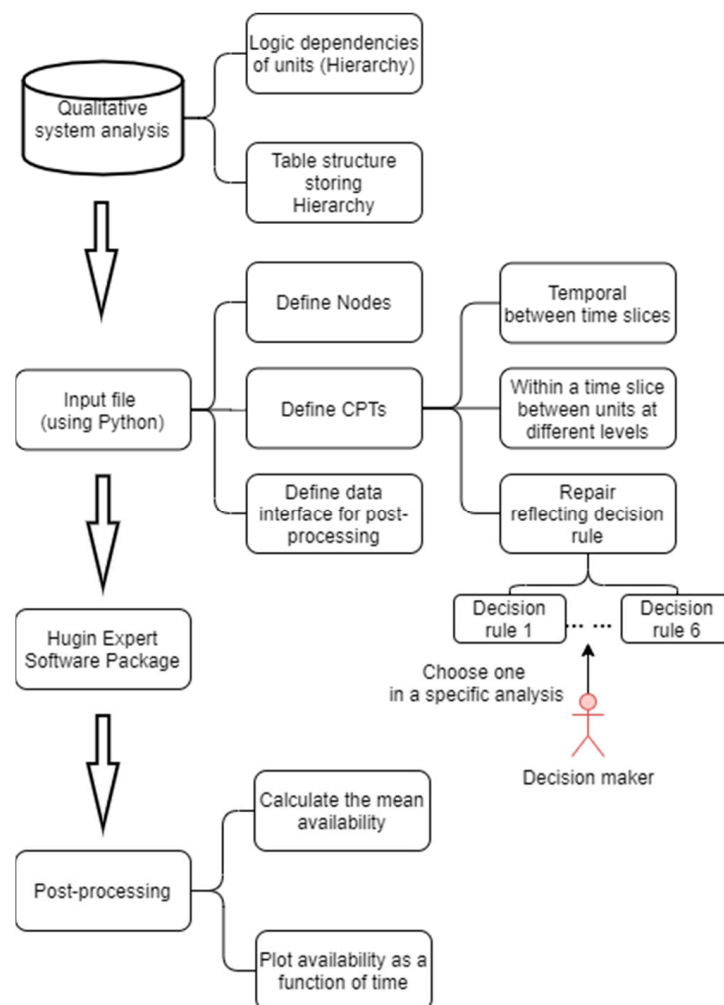 Logic dependencies
of units (Hierarchy)
Qualitative
system analysis
Table structure
storing
Hierarchy
Define Nodes
Temporal
between time slices
Input file
(using Python)
Define CPTs
Within a time slice
between units at
different levels
Define data
interface for post-
processing
Repair
reflecting decision
rule
Decision
rule 1
... ...
Decision
rule 6
Hugin Expert
Software Package
Choose one
in a specific analysis
Decision maker
Calculate the mean
availability
Post-processing
Plot availability as a
function of time